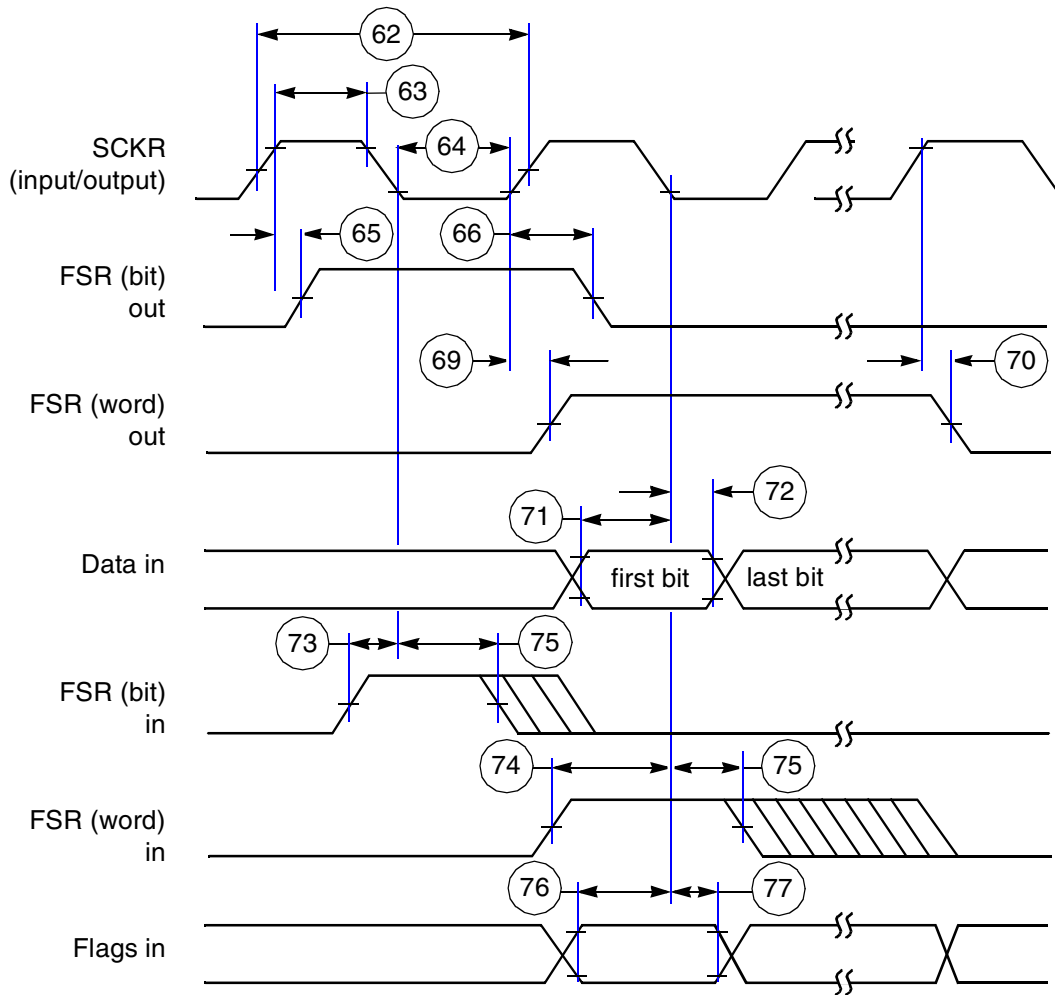 62
63
64
SCKR
(input/output)
65
66
FSR (bit)
out
69
70
FSR (word)
out
71
72
Data in
first bit
last bit
73
75
FSR (bit)
in
74
75
FSR (word)
in
76
77
Flags in